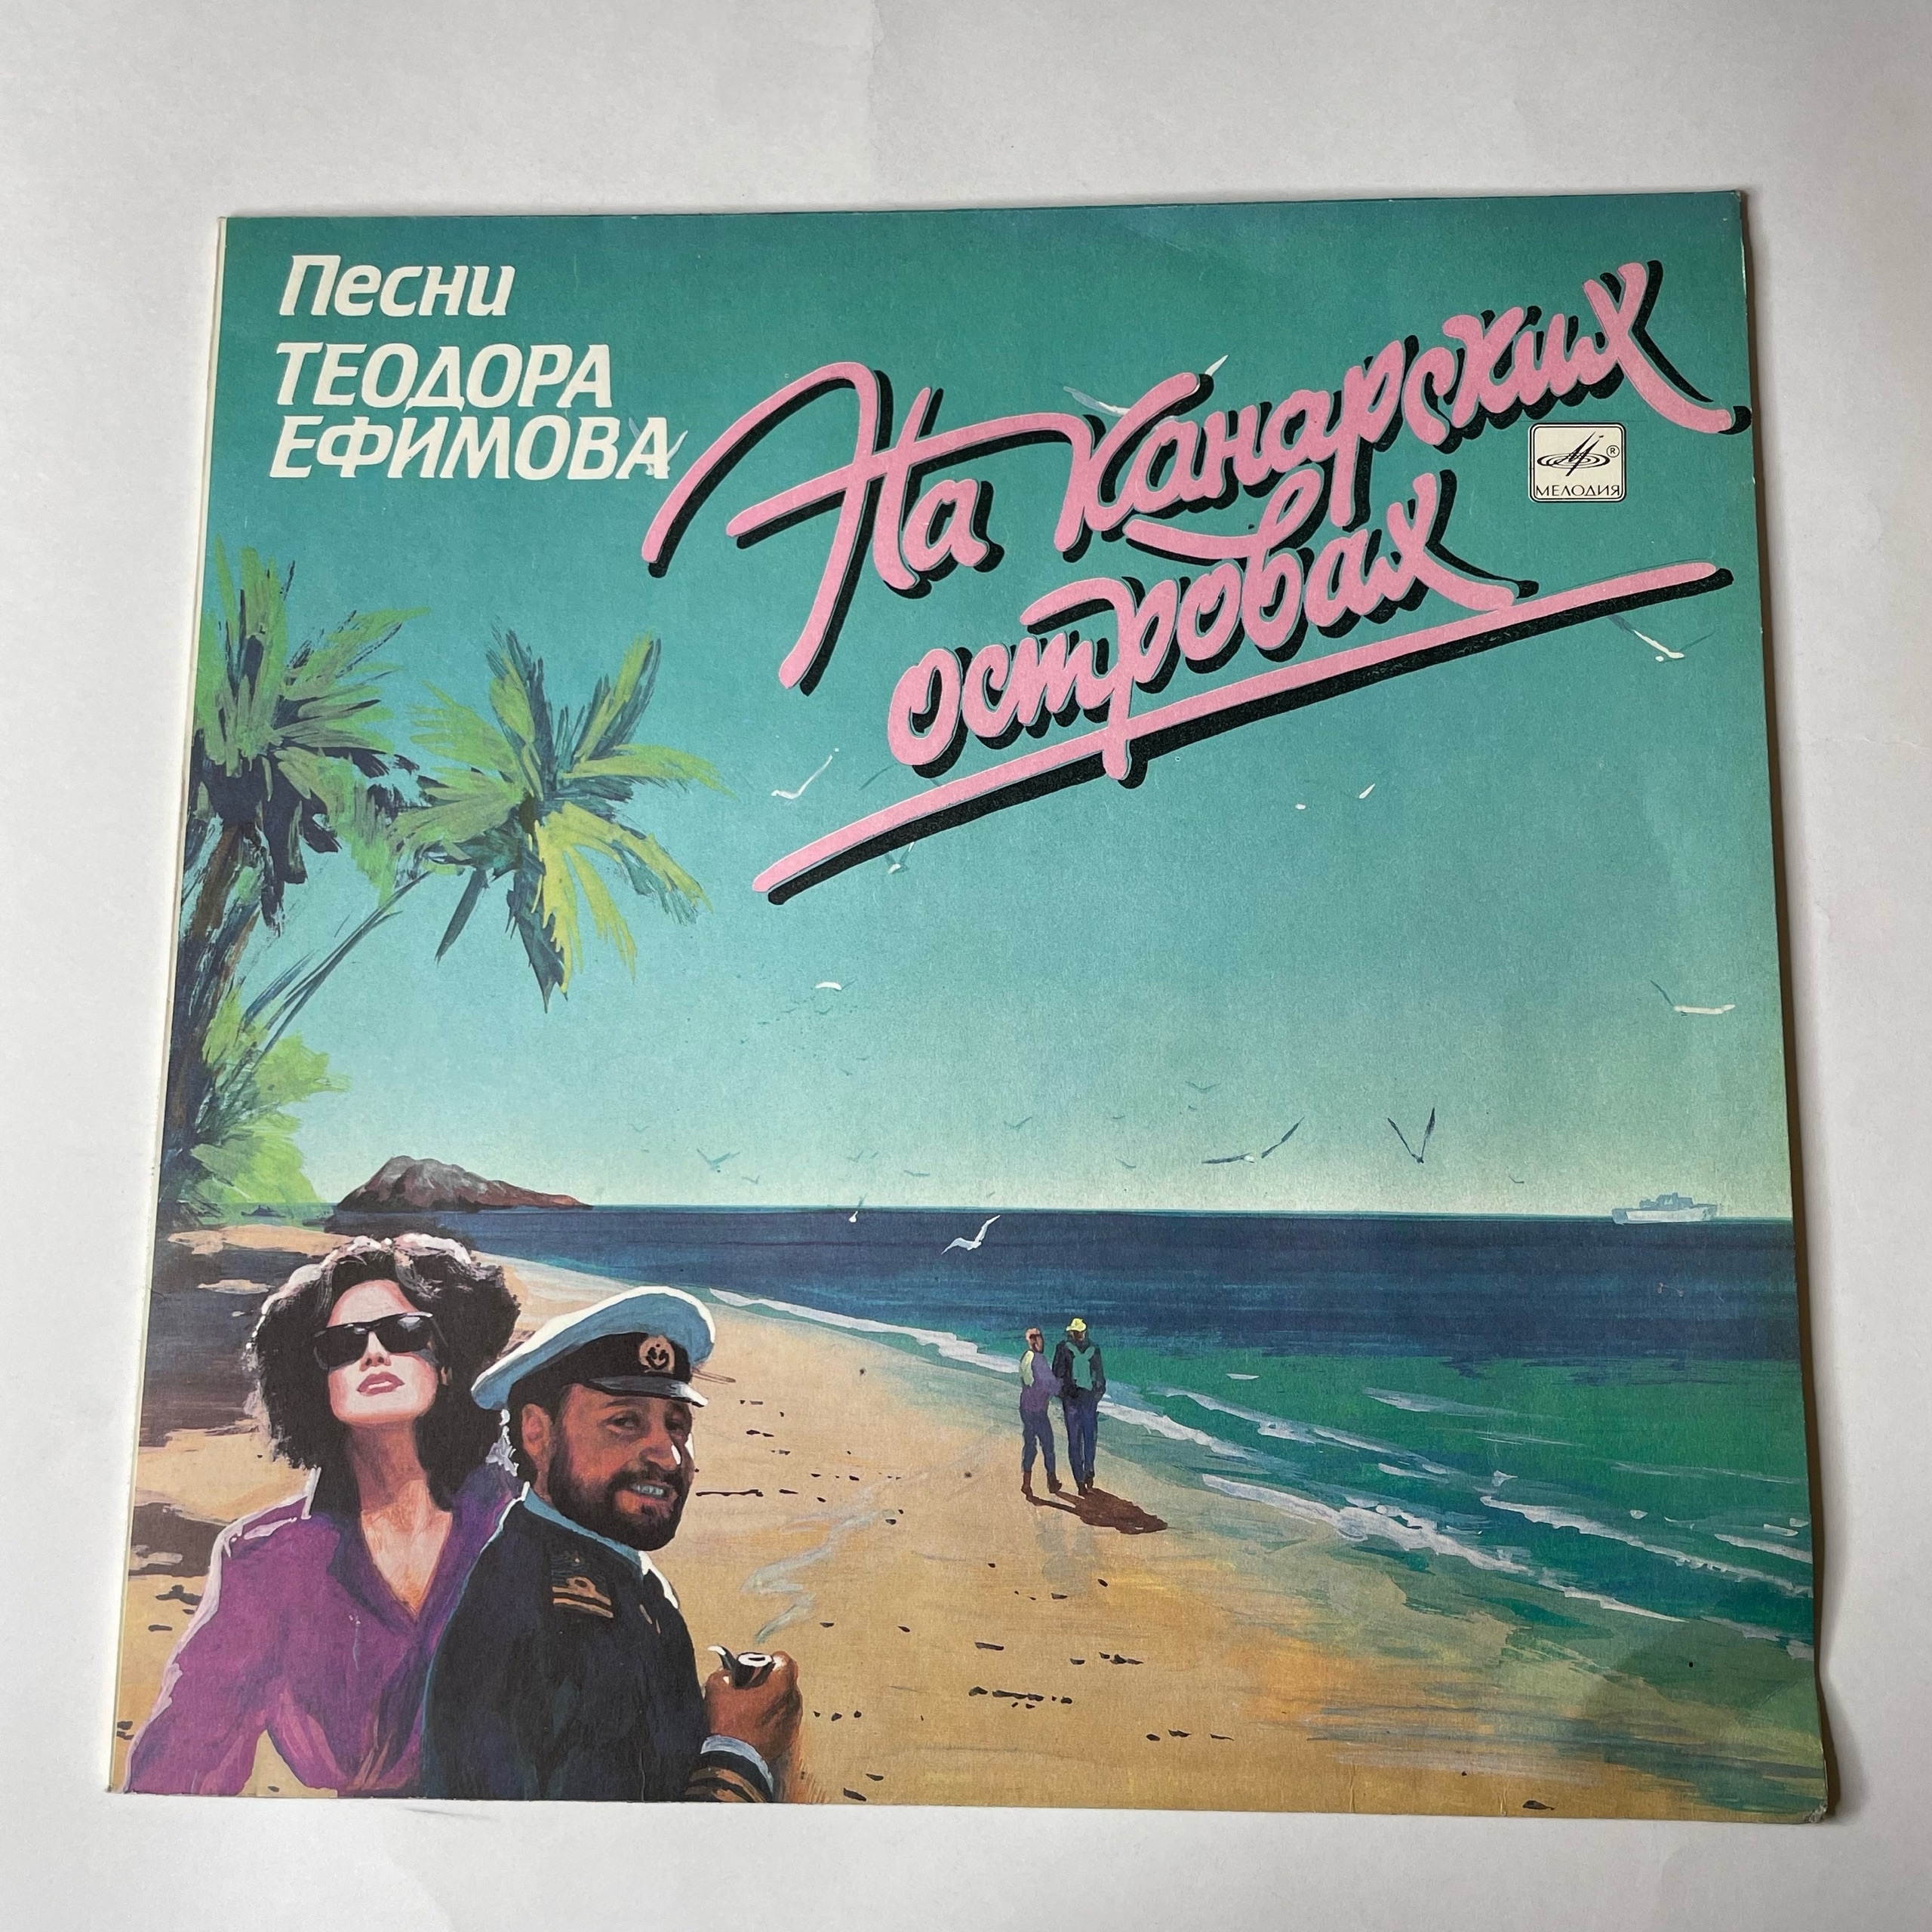 Песни
ТЕОДОРА
ЕФИМОВА
На Канарских
островах
МЕЛОДИЯ